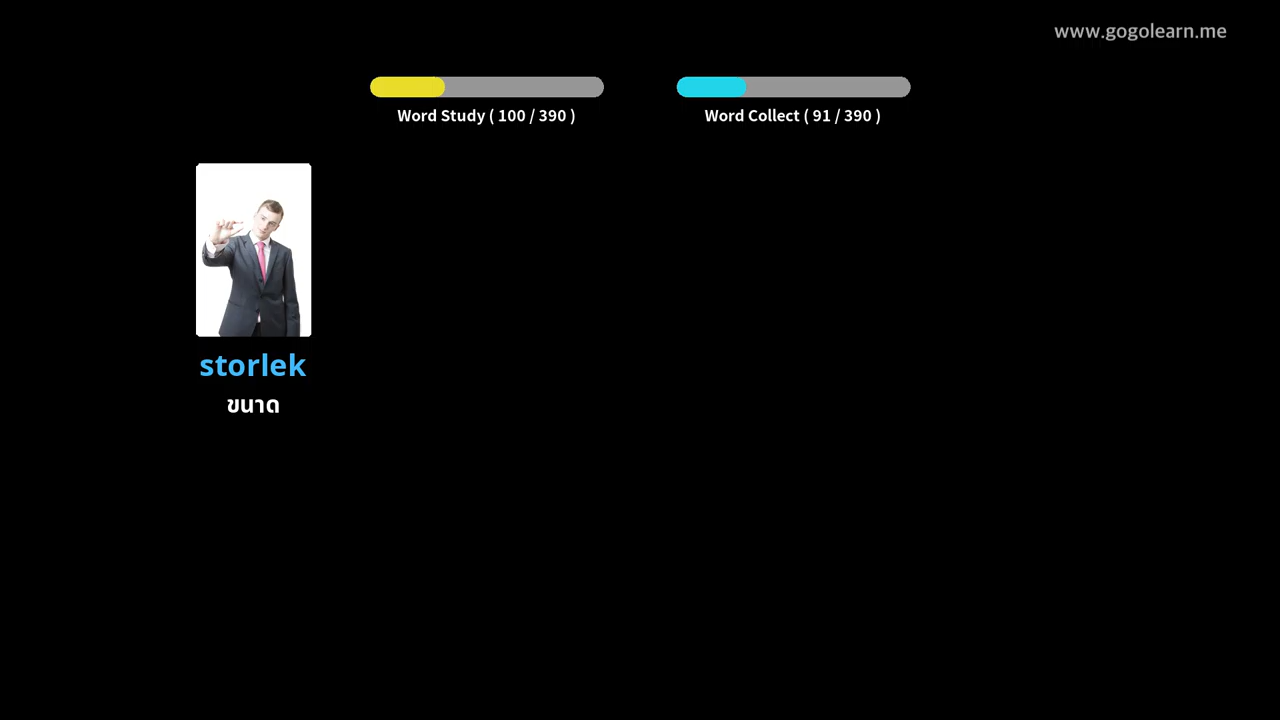 www.gogolearn.me
Word Study ( 100 / 390 )
Word Collect ( 91 / 390 )
storlek
ขนาด